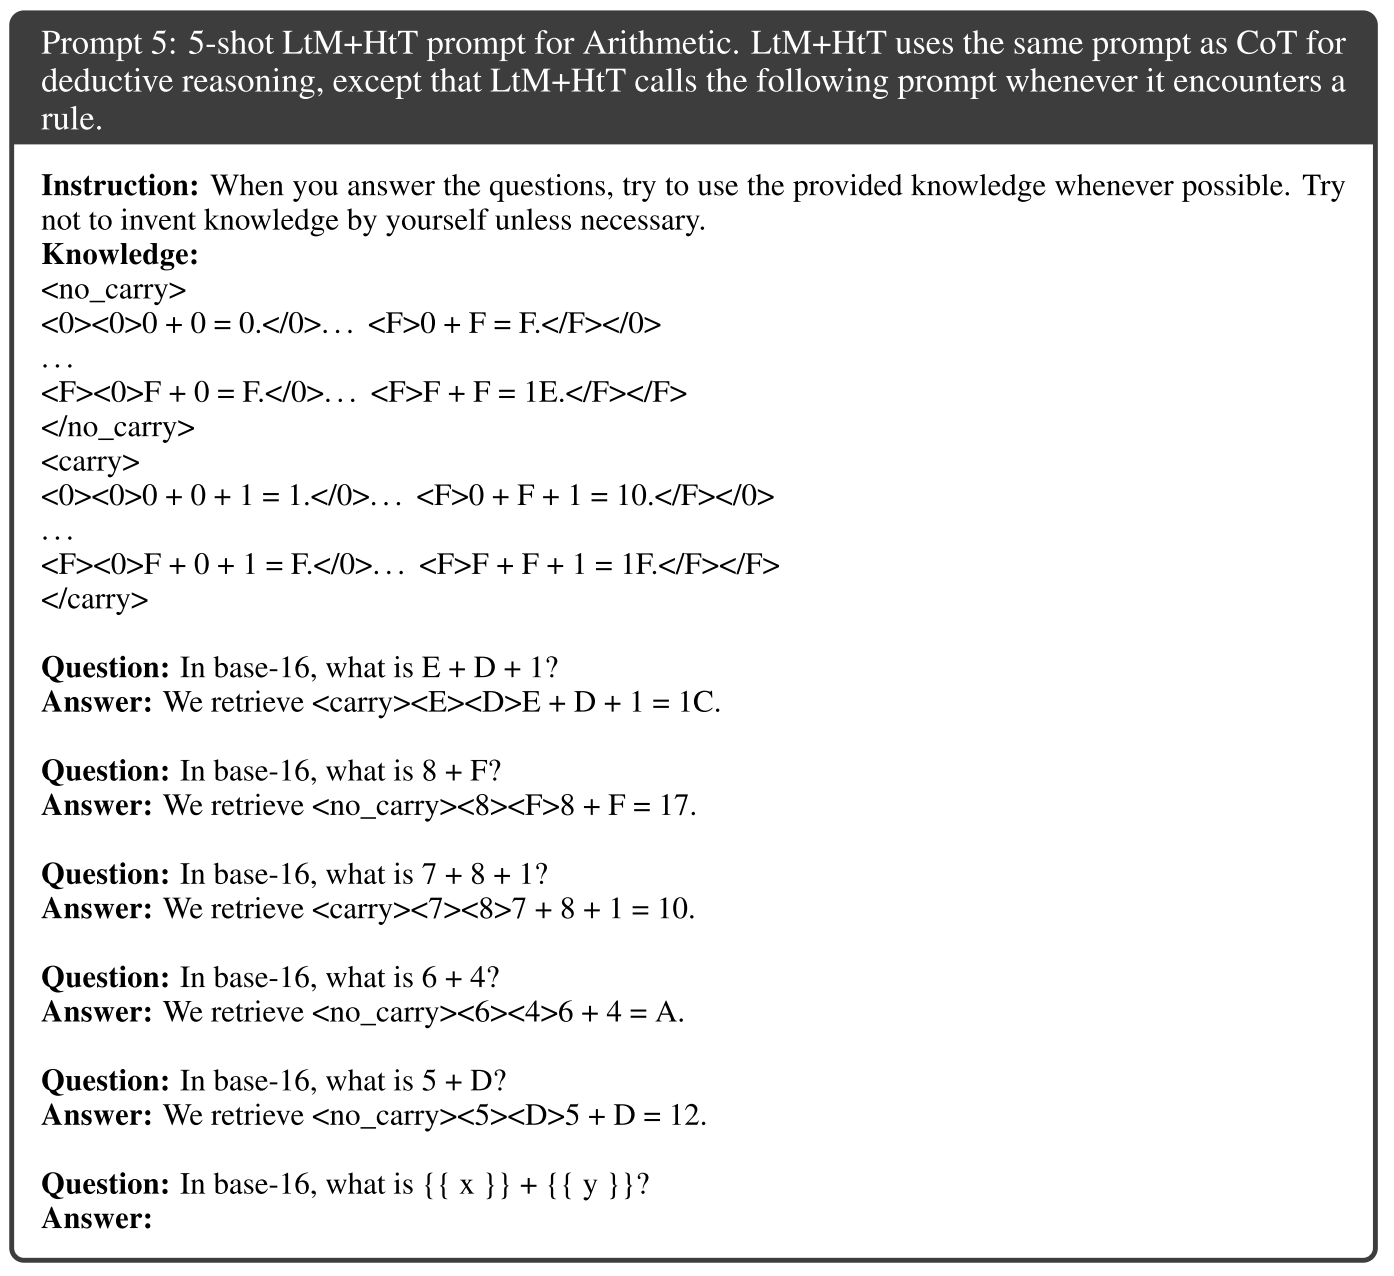 Prompt 5: 5-shot LtM+HtT prompt for Arithmetic. LtM+HtT uses the same prompt as CoT for
deductive reasoning, except that LtM+HtT calls the following prompt whenever it encounters a
rule.
Instruction: When you answer the questions, try to use the provided knowledge whenever possible. Try
not to invent knowledge by yourself unless necessary.
Knowledge:
<no_carry>
<0><0>0 + 0 = 0.</0>... <F>0 + F = F.</F></0>
...
<F><0>F + 0 = F.</0>... <F>F + F = 1E.</F></F>
</no_carry>
<carry>
<0><0>0 + 0 + 1 = 1.</0>... <F>0 + F + 1 = 10.</F></0>
...
<F><0>F + 0 + 1 = F.</0>... <F>F + F + 1 = 1F.</F></F>
</carry>
Question: In base-16, what is E + D + 1?
Answer: We retrieve <carry><E><D>E + D + 1 = 1C.
Question: In base-16, what is 8 + F?
Answer: We retrieve <no_carry><8><F>8 + F = 17.
Question: In base-16, what is 7 + 8 + 1?
Answer: We retrieve <carry><7><8>7 + 8 + 1 = 10.
Question: In base-16, what is 6 + 4?
Answer: We retrieve <no_carry><6><4>6 + 4 = A.
Question: In base-16, what is 5 + D?
Answer: We retrieve <no_carry><5><D>5 + D = 12.
Question: In base-16, what is {{ x }} + {{ y }}?
Answer: